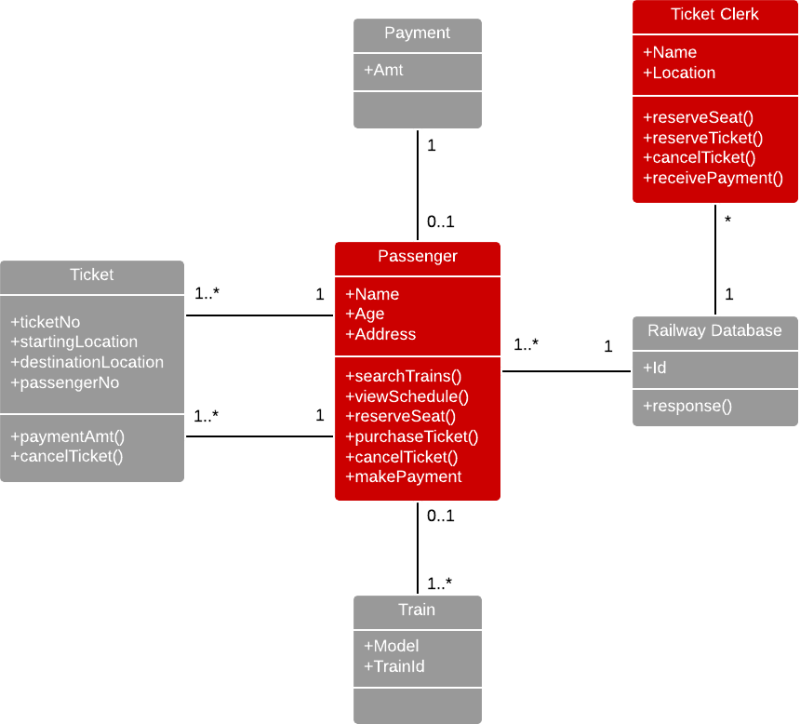 Payment
+Amt
1
0..1
Ticket Clerk
+Name
+Location
+reserveSeat()
+reserveTicket()
+cancelTicket()
+receivePayment()
*
1
Ticket
+ticketNo
+startingLocation
+destinationLocation
+passengerNo
+paymentAmt()
+cancelTicket()
1..*
1
1..*
1
Passenger
+Name
+Age
+Address
+searchTrains()
+viewSchedule()
+reserveSeat()
+purchaseTicket()
+cancelTicket()
+makePayment
1..*
1
Railway Database
+Id
+response()
0..1
1..*
Train
+Model
+TrainId